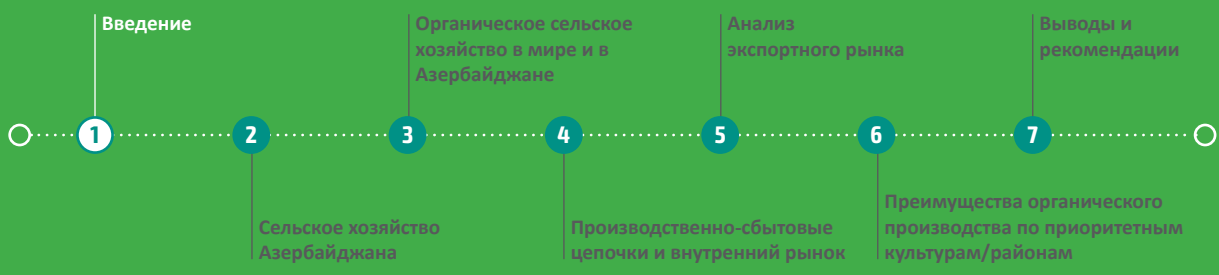 Введение
Органическое сельское
хозяйство в мире и в
Азербайджане
Анализ
экспортного рынка
Выводы и
рекомендации
1
2
3
4
5
6
7
Сельское хозяйство
Азербайджана
Производственно-сбытовые
цепочки и внутренний рынок
Преимущества органического
производства по приоритетным
культурам/районам